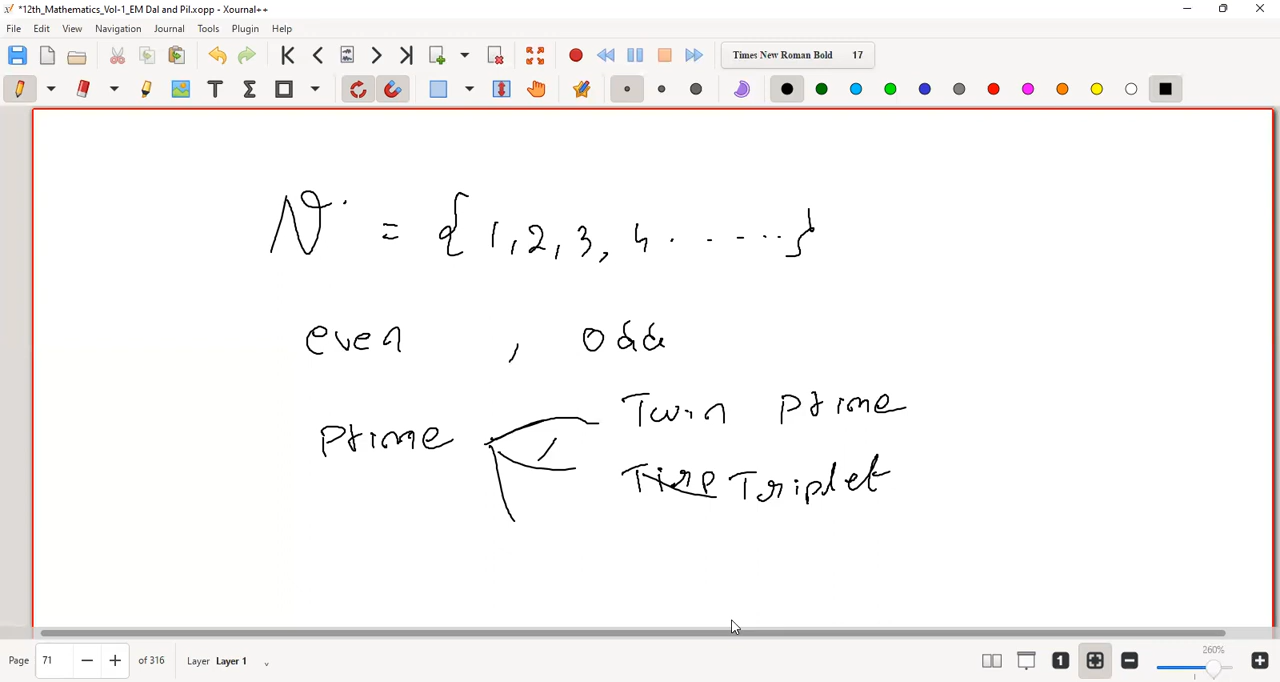 *12th_Mathematics_Vol-1_EM Dal and Pil.xopp - Xournal++
File Edit View Navigation Journal Tools Plugin Help
Times New Roman Bold 17
N = {1, 2, 3, 4 . . - - . . .}
even , odd
Prime Twin Prime
Tirp Triplet
Page 71 of 316 Layer Layer 1 1 260%